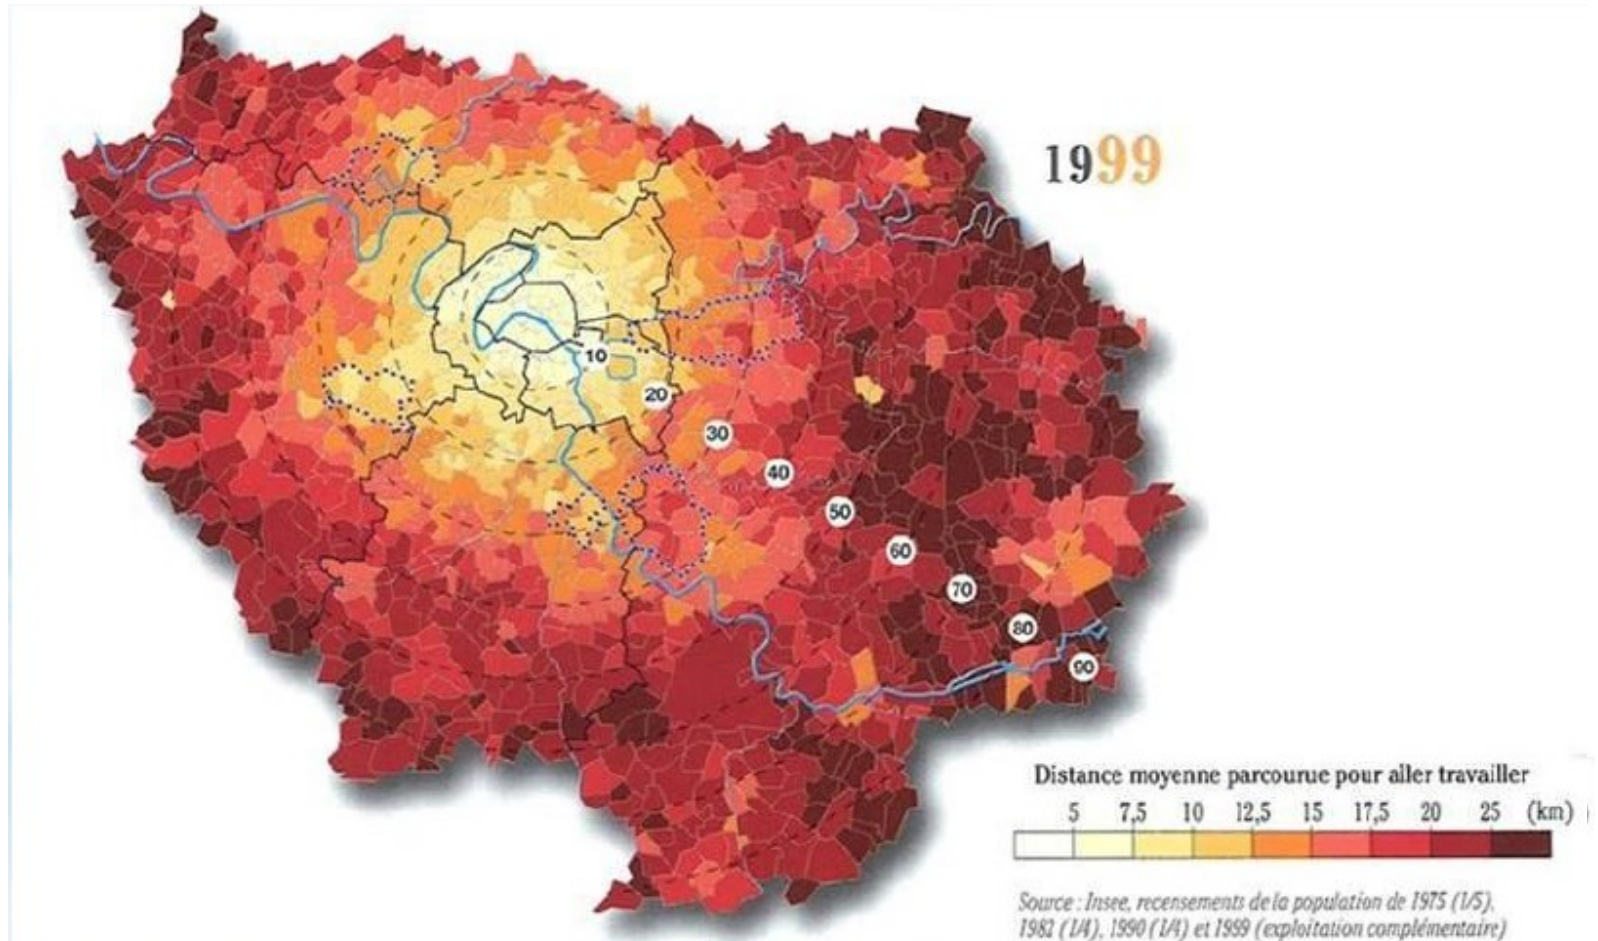 1999
10
20
30
40
50
60
70
80
90
Distance moyenne parcourue pour aller travailler
5 7,5 10 12,5 15 17,5 20 25 (km)
Source : Insee, recensements de la population de 1975 (1/5),
1982 (1/4), 1990 (1/4) et 1999 (exploitation complémentaire)